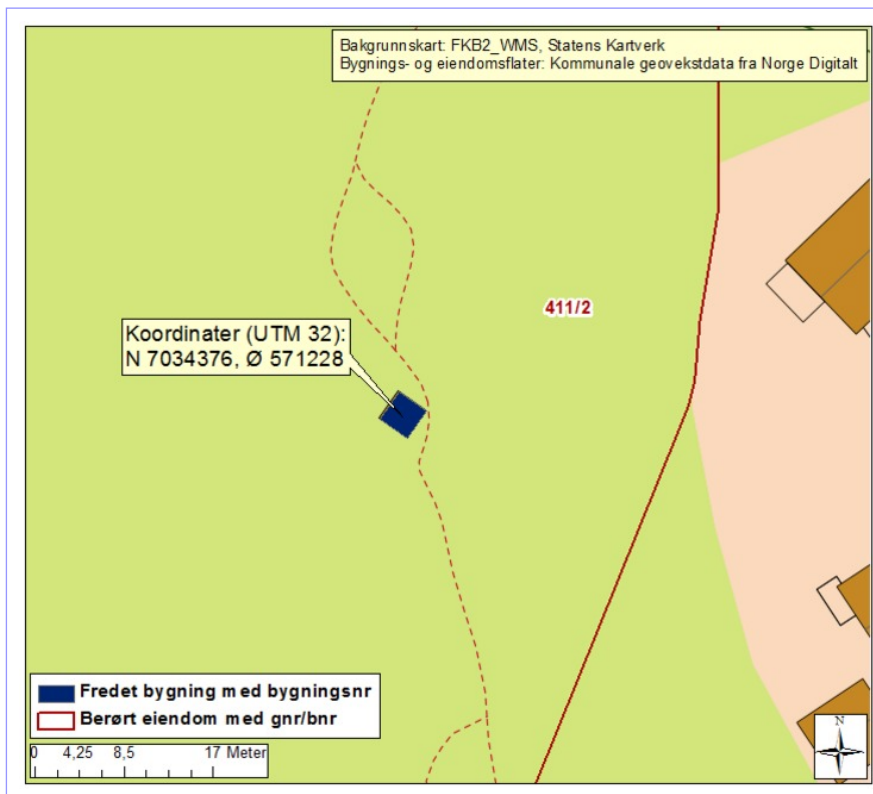 Bakgrunnskart: FKB2_WMS, Statens Kartverk
Bygnings- og eiendomsflater: Kommunale geovekstdata fra Norge Digitalt
411/2
Koordinater (UTM 32):
N 7034376, Ø 571228
Fredet bygning med bygningsnr
Berørt eiendom med gnr/bnr
0 4,25 8,5 17 Meter
N